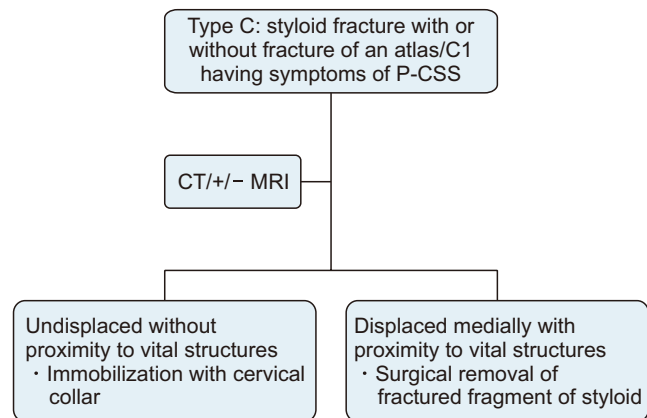 Type C: styloid fracture with or
without fracture of an atlas/C1
having symptoms of P-CSS
CT/+/− MRI
Undisplaced without
proximity to vital structures
· Immobilization with cervical
collar
Displaced medially with
proximity to vital structures
· Surgical removal of
fractured fragment of styloid